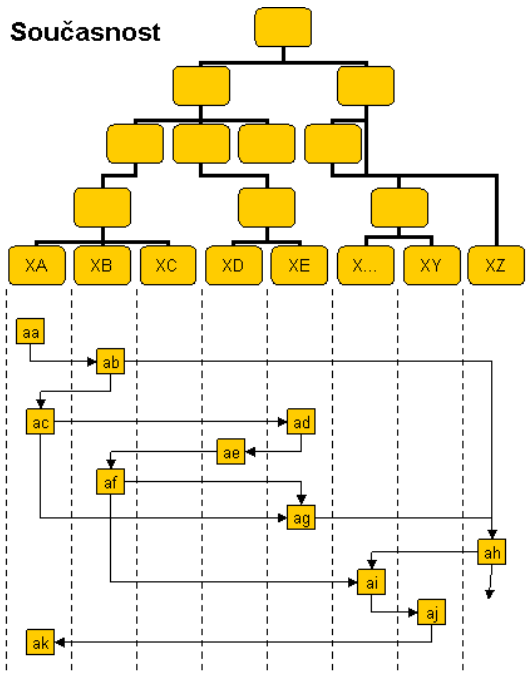 Současnost
XA XB XC XD XE X... XY XZ
aa
ab
ac ad
ae
af
ag
ah
ai
aj
ak